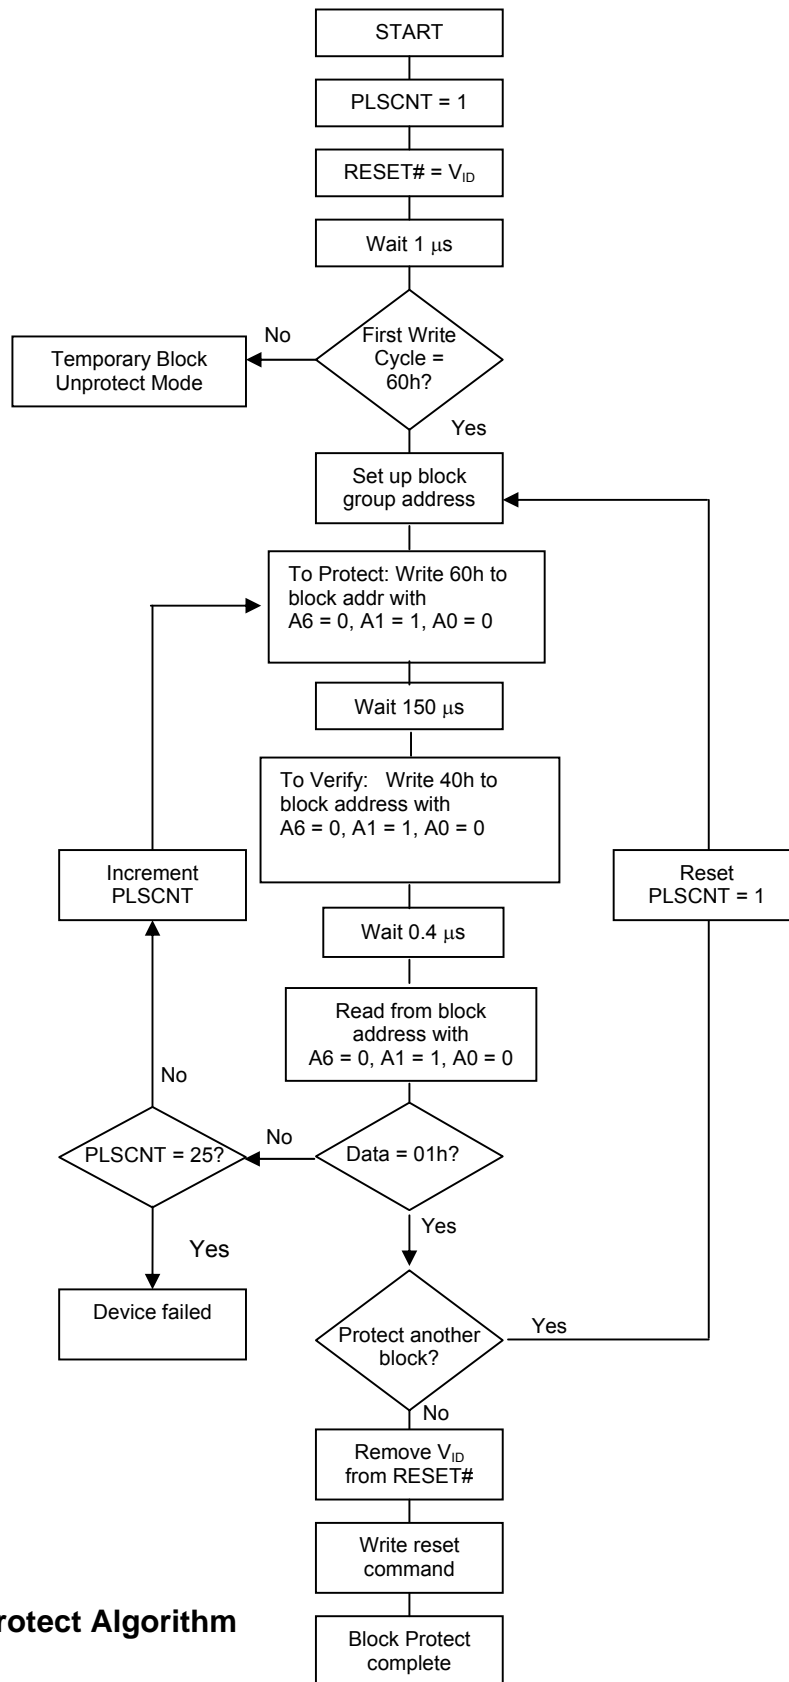 START
PLSCNT = 1
RESET# = VID
Wait 1 μs
First Write
Cycle =
60h?
No
Temporary Block
Unprotect Mode
Yes
Set up block
group address
To Protect: Write 60h to
block addr with
A6 = 0, A1 = 1, A0 = 0
Wait 150 μs
To Verify:   Write 40h to
block address with
A6 = 0, A1 = 1, A0 = 0
Increment
PLSCNT
Reset
PLSCNT = 1
Wait 0.4 μs
Read from block
address with
A6 = 0, A1 = 1, A0 = 0
No
PLSCNT = 25?
No
Data = 01h?
Yes
Yes
Device failed
Protect another
block?
Yes
No
Remove VID
from RESET#
Write reset
command
rotect Algorithm
Block Protect
complete